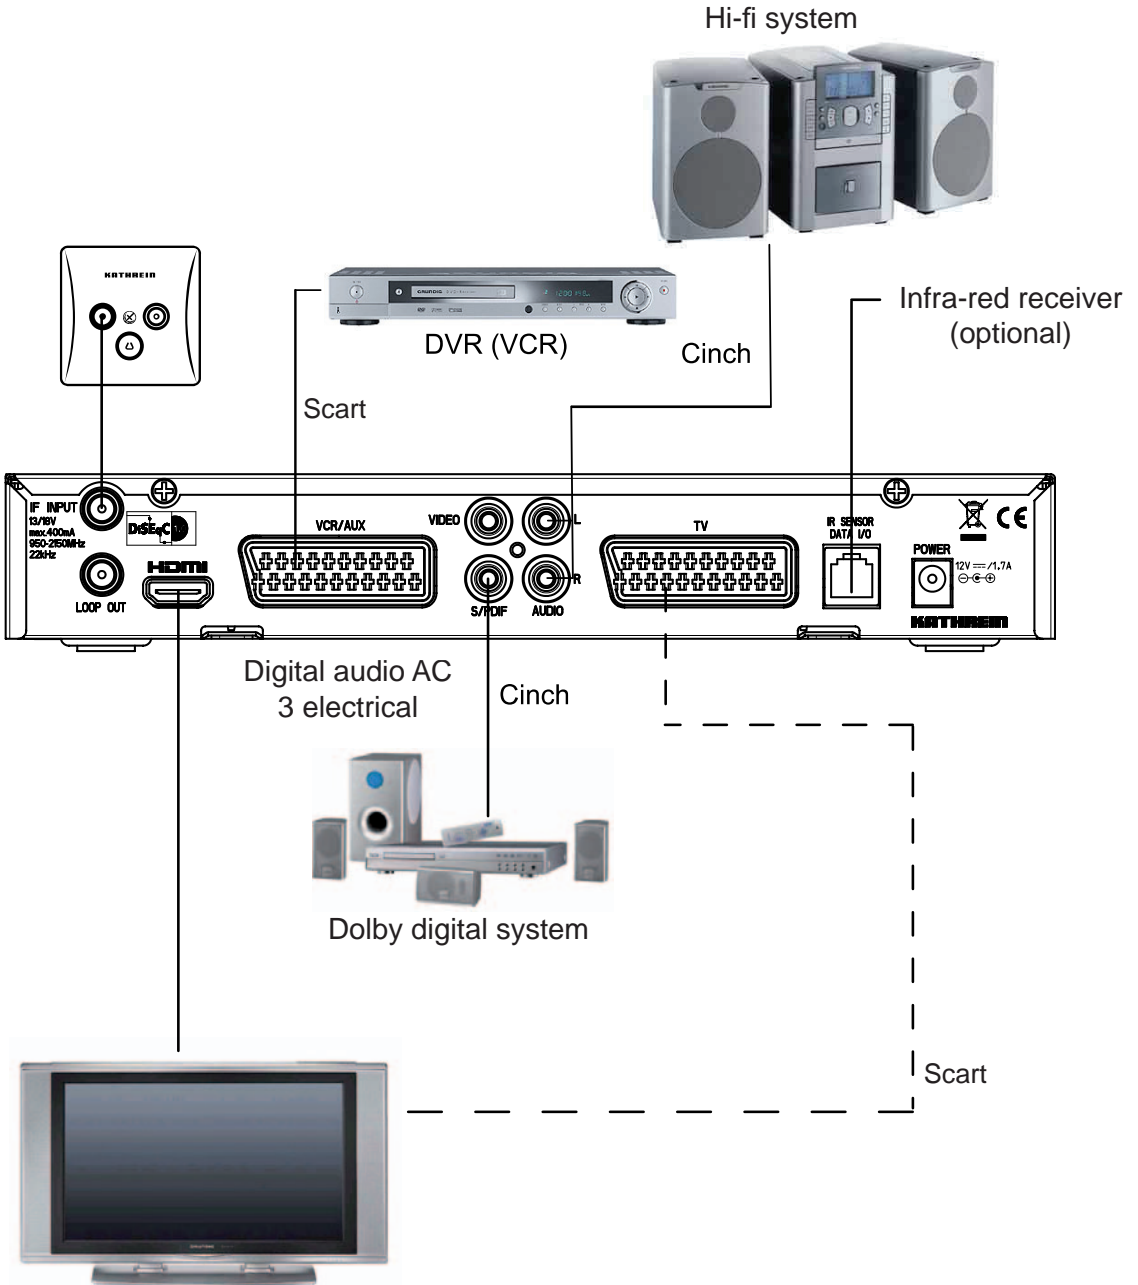 Hi-fi system
KATHREIN
GRUNDIG
DVR (VCR)
Cinch
Infra-red receiver
(optional)
Scart
IF INPUT
13/18V
max.400mA
950-2150MHz
22kHz
DiSEqC
VCR/AUX
VIDEO
L
TV
IR SENSOR
DATA I/O
CE
POWER
12V /1.7A
HDMI
LOOP OUT
S/PDIF
AUDIO
R
KATHREIN
Digital audio AC
3 electrical
Cinch
Dolby digital system
Scart